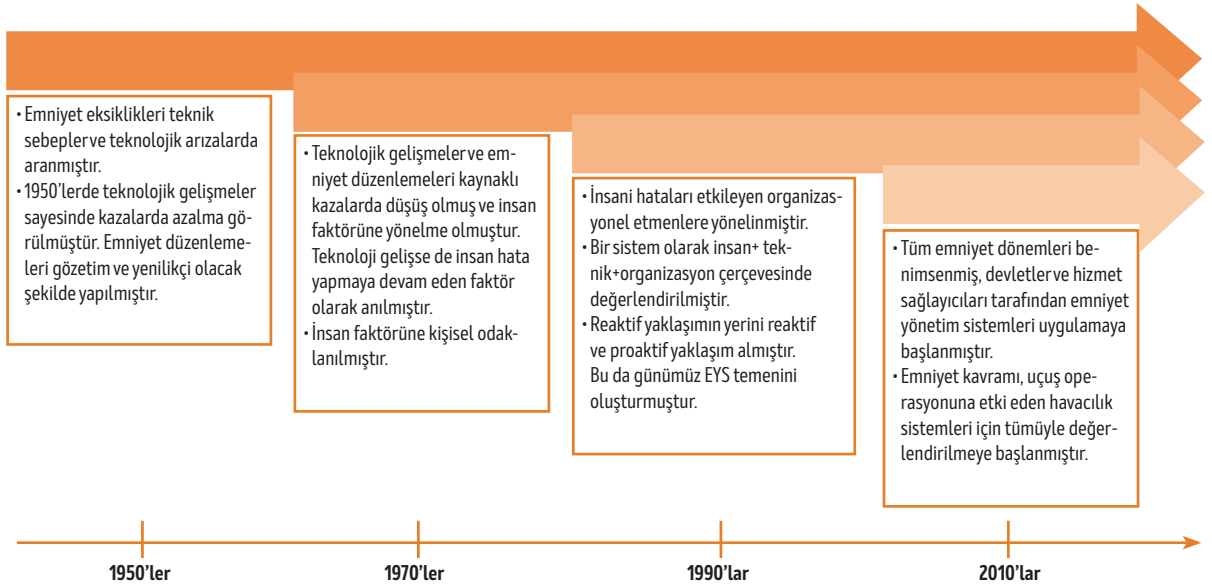 • Emniyet eksiklikleri teknik
sebepler ve teknolojik arızalarda
aranmıştır.
• 1950’lerde teknolojik gelişmeler
sayesinde kazalarda azalma gö-
rülmüştür. Emniyet düzenleme-
leri gözetim ve yenilikçi olacak
şekilde yapılmıştır.
• Teknolojik gelişmeler ve em-
niyet düzenlemeleri kaynaklı
kazalarda düşüş olmuş ve insan
faktörüne yönelme olmuştur.
Teknoloji gelişse de insan hata
yapmaya devam eden faktör
olarak anılmıştır.
• İnsan faktörüne kişisel odak-
lanılmıştır.
• İnsani hataları etkileyen organizas-
yonel etmenlere yönelinmiştir.
• Bir sistem olarak insan+ tek-
nik+organizasyon çerçevesinde
değerlendirilmiştir.
• Reaktif yaklaşımın yerini reaktif
ve proaktif yaklaşım almıştır.
Bu da günümüz EYS temenini
oluşturmuştur.
• Tüm emniyet dönemleri be-
nimsenmiş, devletler ve hizmet
sağlayıcıları tarafından emniyet
yönetim sistemleri uygulamaya
başlanmıştır.
• Emniyet kavramı, uçuş ope-
rasyonuna etki eden havacılık
sistemleri için tümüyle değer-
lendirilmeye başlanmıştır.
1950’ler
1970’ler
1990’lar
2010’lar